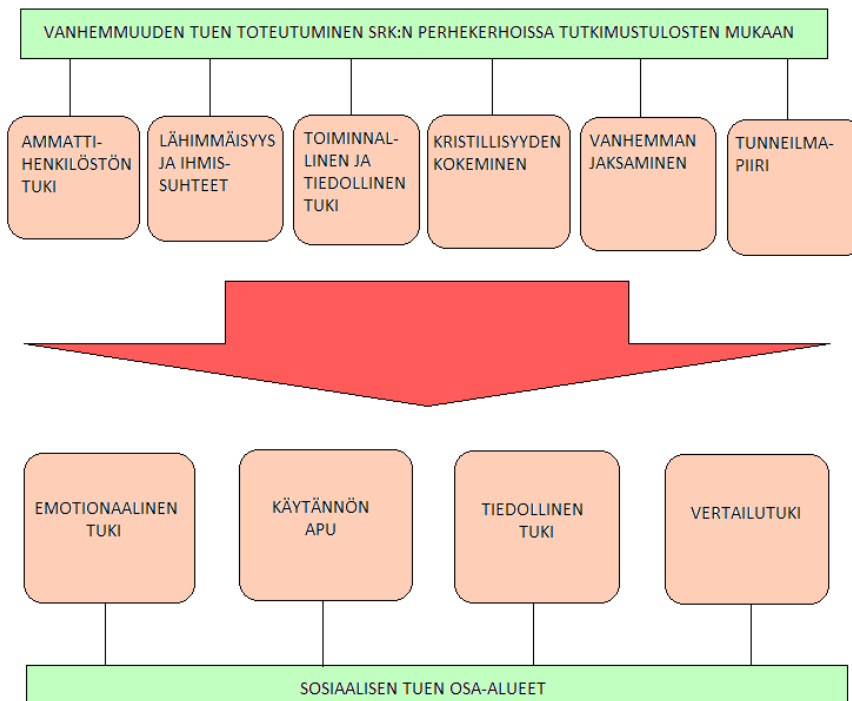 VANHEMMUUDEN TUEN TOTEUTUMINEN SRK:N PERHEKERHOISSA TUTKIMUSTULOSTEN MUKAAN
AMMATTI-
HENKILÖSTÖN
TUKI
LÄHIMMÄISYYS
JA IHMIS-
SUHTEET
TOIMINNAL-
LINEN JA
TIEDOLLINEN
TUKI
KRISTILLISYYDEN
KOKEMINEN
VANHEMMAN
JAKSAMINEN
TUNNEILMA-
PIIRI
EMOTIONAALINEN
TUKI
KÄYTÄNNÖN
APU
TIEDOLLINEN
TUKI
VERTAILUTUKI
SOSIAALISEN TUEN OSA-ALUEET